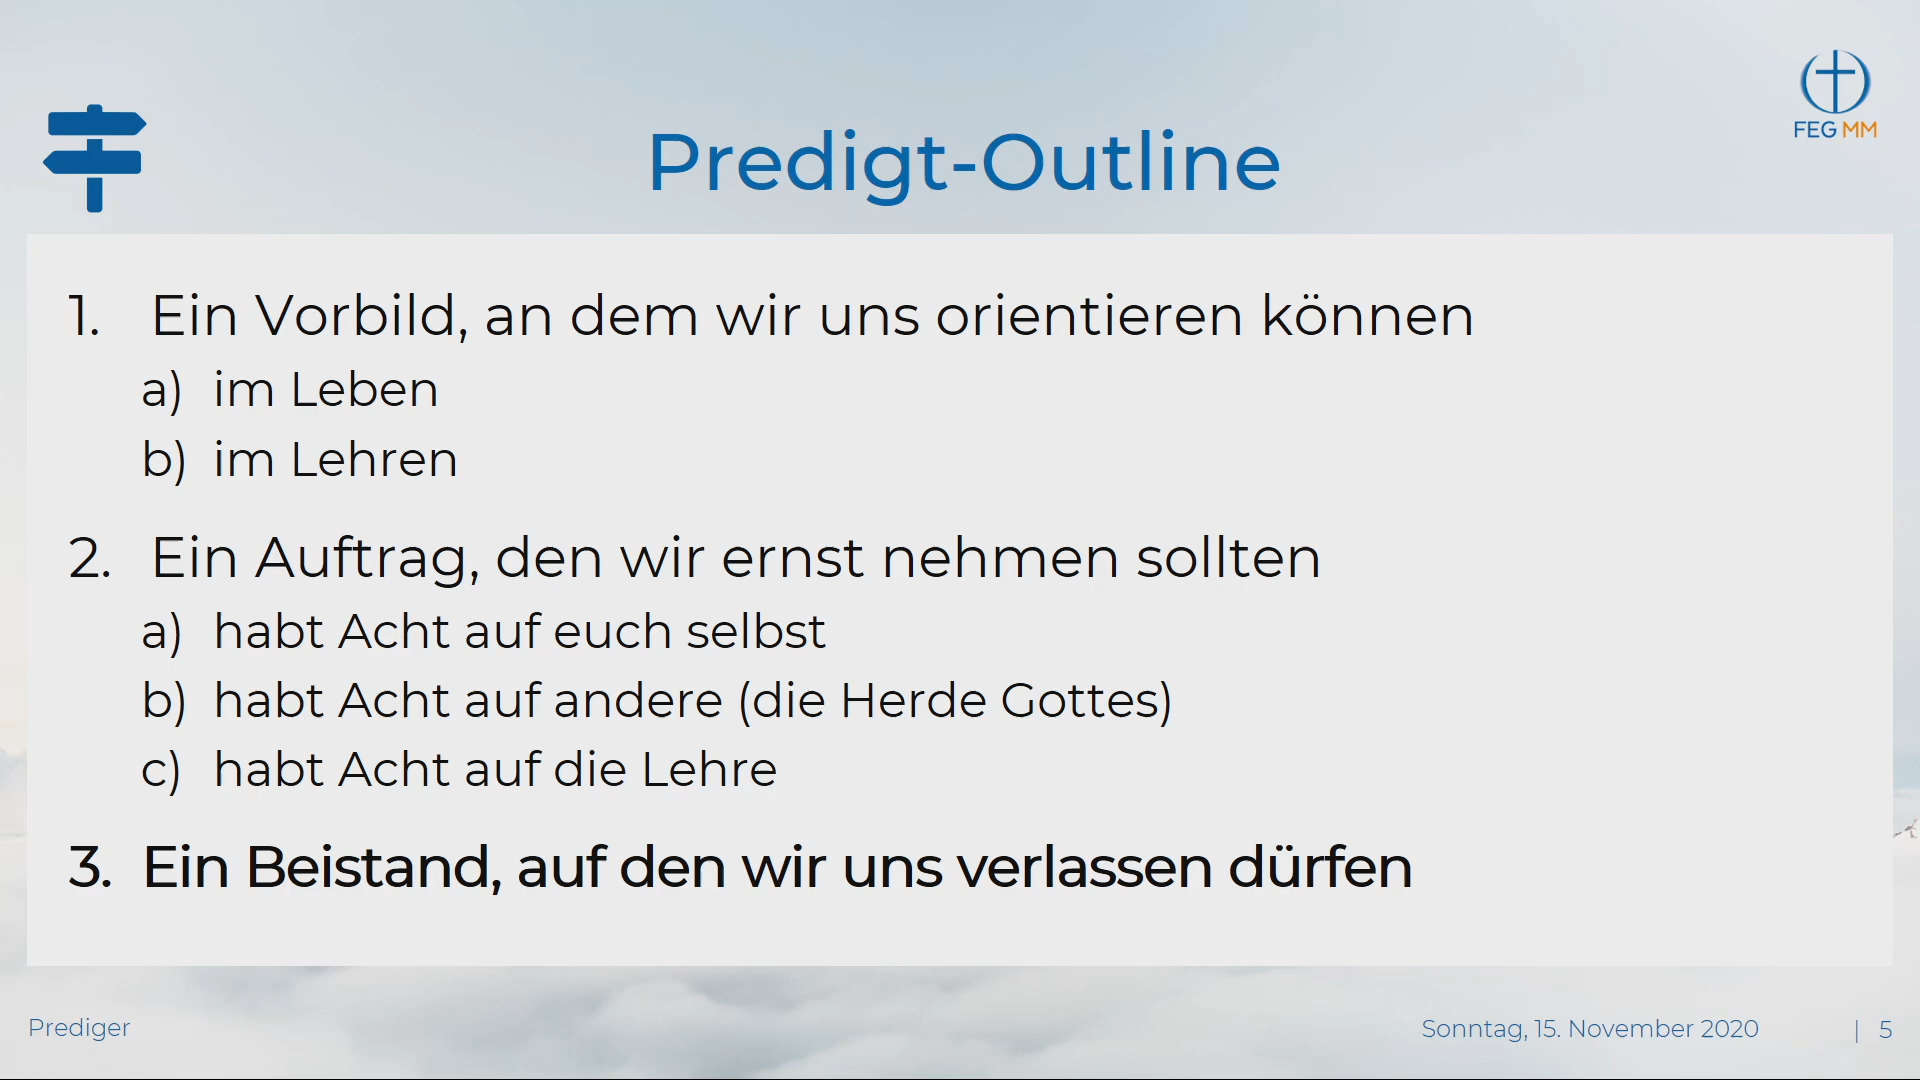 FEG MM
Predigt-Outline
1. Ein Vorbild, an dem wir uns orientieren können
a) im Leben
b) im Lehren
2. Ein Auftrag, den wir ernst nehmen sollten
a) habt Acht auf euch selbst
b) habt Acht auf andere (die Herde Gottes)
c) habt Acht auf die Lehre
3. Ein Beistand, auf den wir uns verlassen dürfen
Prediger
Sonntag, 15. November 2020 | 5